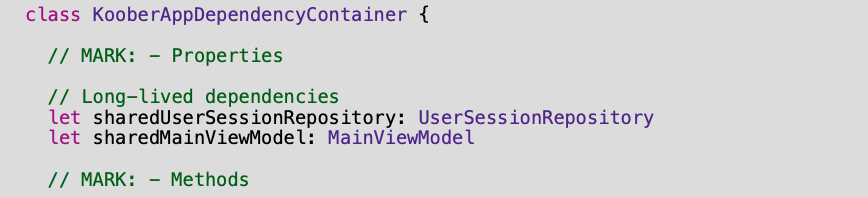 class KooberAppDependencyContainer {
// MARK: - Properties
// Long-lived dependencies
let sharedUserSessionRepository: UserSessionRepository
let sharedMainViewModel: MainViewModel
// MARK: - Methods